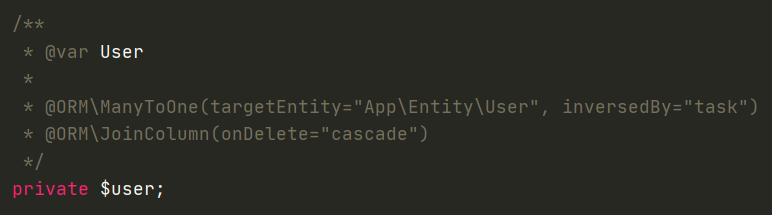 /**
 * @var User
 *
 * @ORM\ManyToOne(targetEntity="App\Entity\User", inversedBy="task")
 * @ORM\JoinColumn(onDelete="cascade")
 */
private $user;